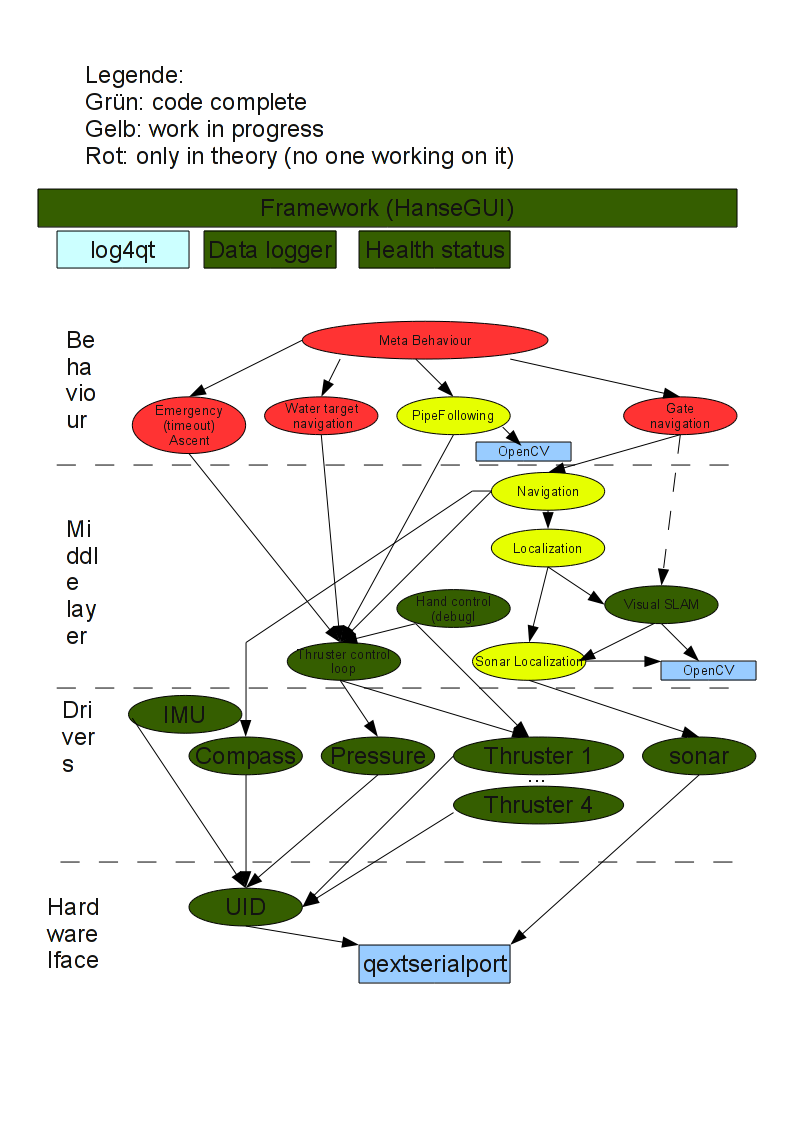 Legende:
Grün: code complete
Gelb: work in progress
Rot: only in theory (no one working on it)
Framework (HanseGUI)
log4qt
Data logger
Health status
Be
ha
vio
ur
Meta Behaviour
Emergency
(timeout)
Ascent
Water target
navigation
PipeFollowing
Gate
navigation
OpenCV
Mi
ddl
e
lay
er
Navigation
Localization
Hand control
(debug)
Visual SLAM
Thruster control
loop
Sonar Localization
OpenCV
Dri
ver
s
IMU
Compass
Pressure
Thruster 1
...
Thruster 4
sonar
Hard
ware
Iface
UID
qextserialport